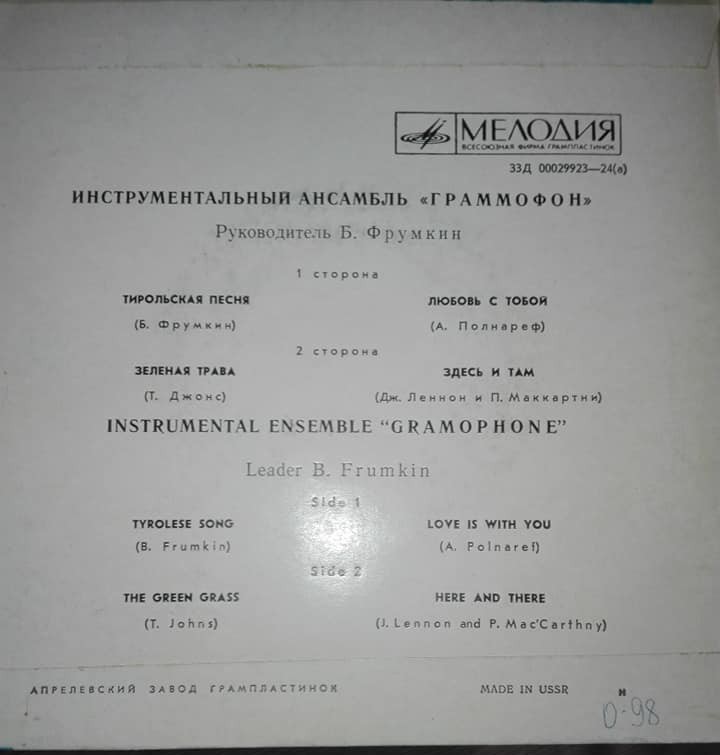 МЕЛОДИЯ
ВСЕСОЮЗНАЯ ФИРМА ГРАМПЛАСТИНОК
33Д 00029923—24(а)
ИНСТРУМЕНТАЛЬНЫЙ АНСАМБЛЬ «ГРАММОФОН»
Руководитель Б. Фрумкин
1 сторона
ТИРОЛЬСКАЯ ПЕСНЯ ЛЮБОВЬ С ТОБОЙ
(Б. Фрумкин) (А. Полнареф)
2 сторона
ЗЕЛЕНАЯ ТРАВА ЗДЕСЬ И ТАМ
(Т. Джонс) (Дж. Леннон и П. Маккартни)
INSTRUMENTAL ENSEMBLE “GRAMOPHONE”
Leader B. Frumkin
Side 1
TYROLESE SONG LOVE IS WITH YOU
(B. Frumkin) (A. Polnaref)
Side 2
THE GREEN GRASS HERE AND THERE
(T. Johns) (J. Lennon and P. Mac'Carthny)
АПРЕЛЕВСКИЙ ЗАВОД ГРАМПЛАСТИНОК MADE IN USSR
О-98